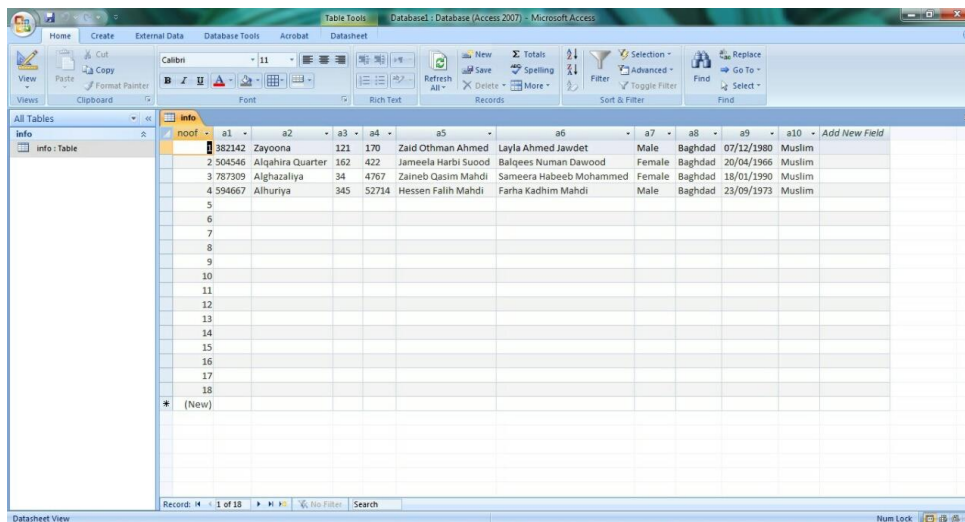 Table Tools Database1 : Database (Access 2007) - Microsoft Access
Home Create External Data Database Tools Acrobat Datasheet
View Paste Cut Copy Format Painter
Calibri 11
B I U A
Refresh All New Save Delete Totals Spelling More
Filter Selection Advanced Toggle Filter
Find Replace Go To Select
Views Clipboard Font Rich Text Records Sort & Filter Find
All Tables info
info noof a1 a2 a3 a4 a5 a6 a7 a8 a9 a10 Add New Field
info : Table 1 382142 Zayoona 121 170 Zaid Othman Ahmed Layla Ahmed Jawdet Male Baghdad 07/12/1980 Muslim
2 504546 Alqahira Quarter 162 422 Jameela Harbi Suood Balqees Numan Dawood Female Baghdad 20/04/1966 Muslim
3 787309 Alghazaliya 34 4767 Zaineb Qasim Mahdi Sameera Habeeb Mohammed Female Baghdad 18/01/1990 Muslim
4 594667 Alhuriya 345 52714 Hessen Falih Mahdi Farha Kadhim Mahdi Male Baghdad 23/09/1973 Muslim
5
6
7
8
9
10
11
12
13
14
15
16
17
18
* (New)
Record: 1 of 18 No Filter Search
Datasheet View Num Lock